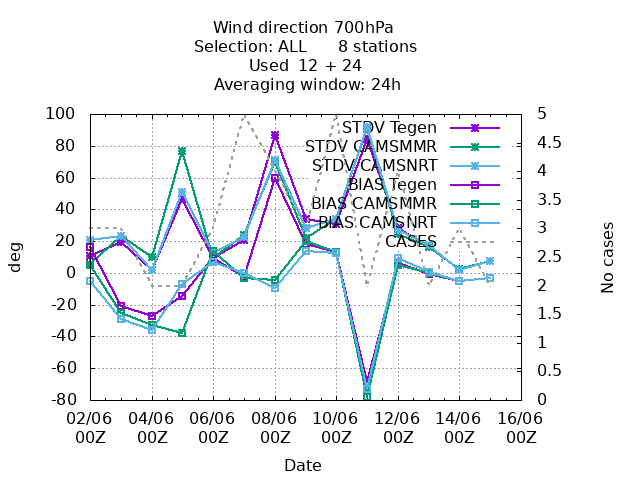 Wind direction 700hPa
Selection: ALL 8 stations
Used 12 + 24
Averaging window: 24h
100
80
60
40
20
0
-20
-40
-60
-80
deg
5
4.5
4
3.5
3
2.5
2
1.5
1
0.5
0
No cases
STDV Tegen
STDV CAMSMMR
STDV CAMSNRT
BIAS Tegen
BIAS CAMSMMR
BIAS CAMSNRT
CASES
02/06 04/06 06/06 08/06 10/06 12/06 14/06 16/06
00Z 00Z 00Z 00Z 00Z 00Z 00Z 00Z
Date